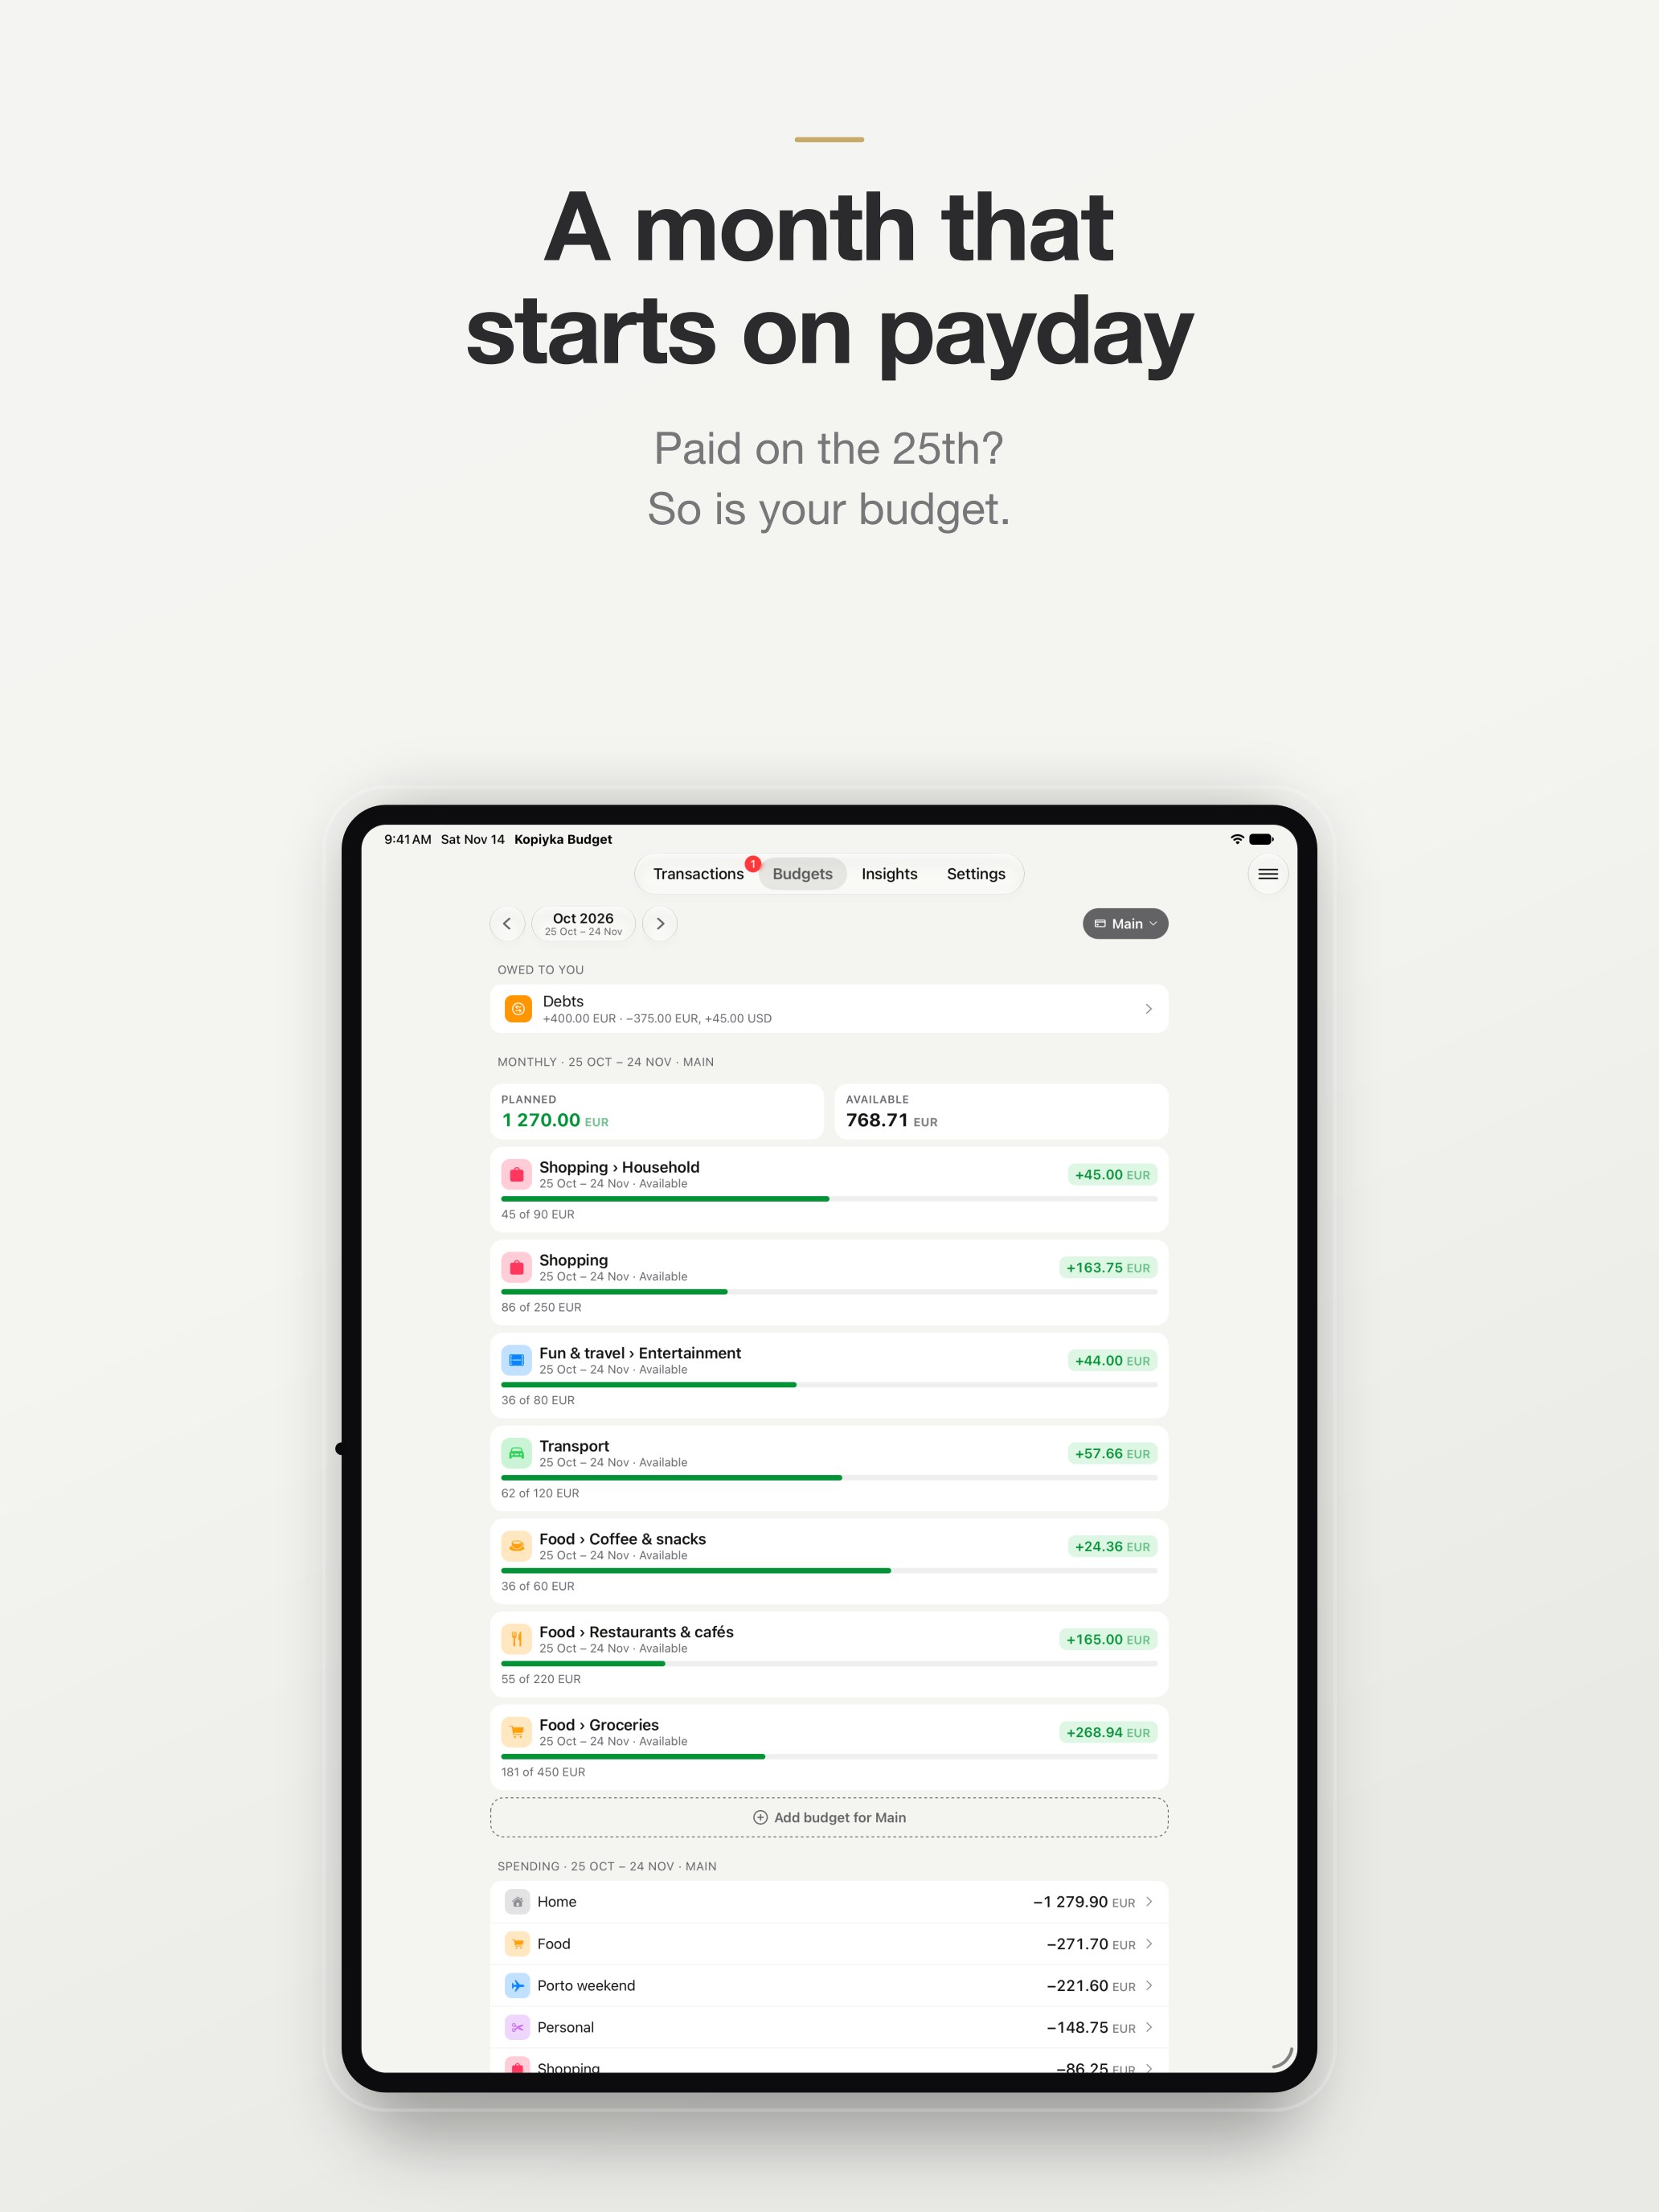 A month that
starts on payday
Paid on the 25th?
So is your budget.
9:41 AM Sat Nov 14 Kopiyka Budget
Transactions 1 Budgets Insights Settings
Oct 2026
25 Oct – 24 Nov
Main
OWED TO YOU
Debts
+400.00 EUR · −375.00 EUR, +45.00 USD
MONTHLY · 25 OCT – 24 NOV · MAIN
PLANNED
1 270.00 EUR
AVAILABLE
768.71 EUR
Shopping › Household
25 Oct – 24 Nov · Available
+45.00 EUR
45 of 90 EUR
Shopping
25 Oct – 24 Nov · Available
+163.75 EUR
86 of 250 EUR
Fun & travel › Entertainment
25 Oct – 24 Nov · Available
+44.00 EUR
36 of 80 EUR
Transport
25 Oct – 24 Nov · Available
+57.66 EUR
62 of 120 EUR
Food › Coffee & snacks
25 Oct – 24 Nov · Available
+24.36 EUR
36 of 60 EUR
Food › Restaurants & cafés
25 Oct – 24 Nov · Available
+165.00 EUR
55 of 220 EUR
Food › Groceries
25 Oct – 24 Nov · Available
+268.94 EUR
181 of 450 EUR
Add budget for Main
SPENDING · 25 OCT – 24 NOV · MAIN
Home −1 279.90 EUR
Food −271.70 EUR
Porto weekend −221.60 EUR
Personal −148.75 EUR
Shopping −86.25 EUR